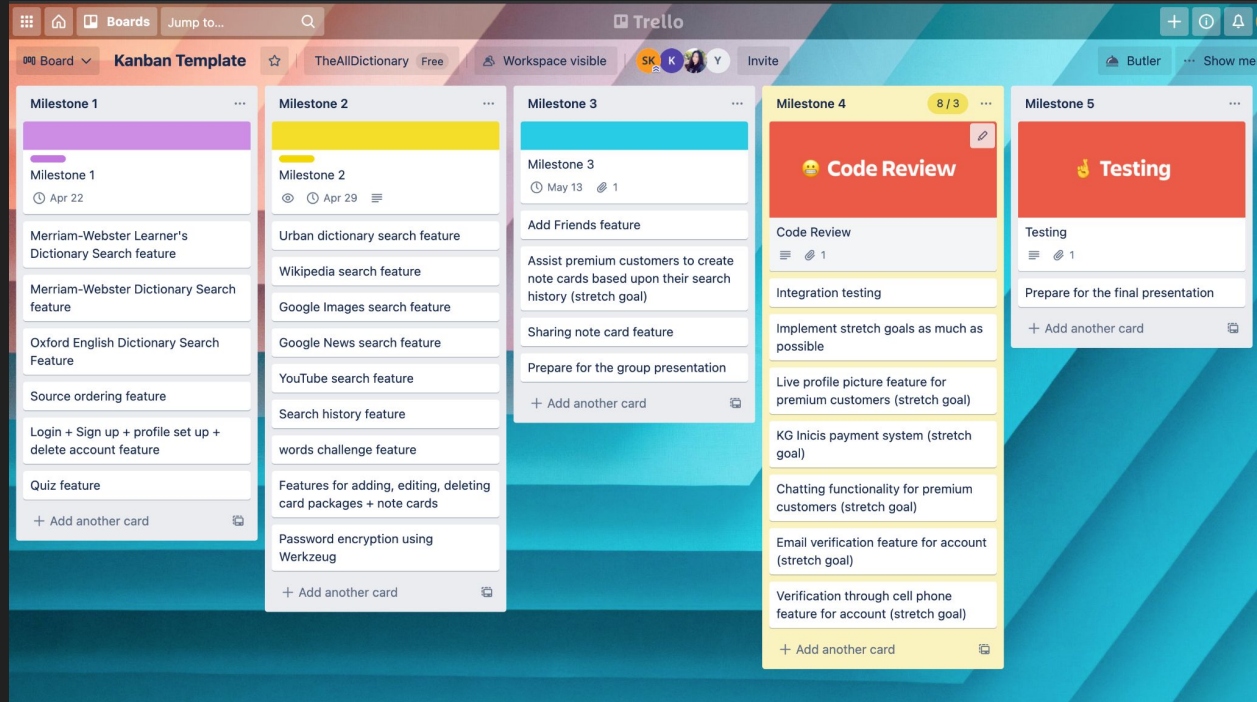 Boards
Jump to...
Trello
Board
Kanban Template
TheAllDictionary Free
Workspace visible
SK
K
Y
Invite
Butler
... Show me
Milestone 1
Milestone 1
Apr 22
Merriam-Webster Learner's
Dictionary Search feature
Merriam-Webster Dictionary Search
feature
Oxford English Dictionary Search
Feature
Source ordering feature
Login + Sign up + profile set up +
delete account feature
Quiz feature
+ Add another card
Milestone 2
Milestone 2
Apr 29
Urban dictionary search feature
Wikipedia search feature
Google Images search feature
Google News search feature
YouTube search feature
Search history feature
words challenge feature
Features for adding, editing, deleting
card packages + note cards
Password encryption using
Werkzeug
+ Add another card
Milestone 3
Milestone 3
May 13
1
Add Friends feature
Assist premium customers to create
note cards based upon their search
history (stretch goal)
Sharing note card feature
Prepare for the group presentation
+ Add another card
Milestone 4
8 / 3
😬 Code Review
Code Review
1
Integration testing
Implement stretch goals as much as
possible
Live profile picture feature for
premium customers (stretch goal)
KG Inicis payment system (stretch
goal)
Chatting functionality for premium
customers (stretch goal)
Email verification feature for account
(stretch goal)
Verification through cell phone
feature for account (stretch goal)
+ Add another card
Milestone 5
🤞 Testing
Testing
1
Prepare for the final presentation
+ Add another card